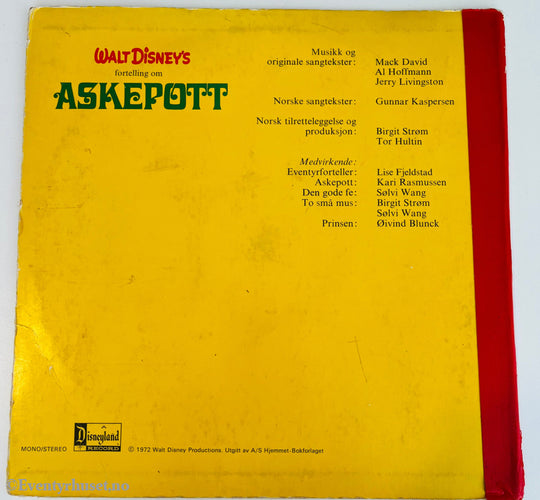 WALT DISNEY'S
fortelling om
ASKEPOTT
Musikk og
originale sangtekster: Mack David
Al Hoffmann
Jerry Livingston
Norske sangtekster: Gunnar Kaspersen
Norsk tilretteleggelse og
produksjon: Birgit Strøm
Tor Hultin
Medvirkende:
Eventyrforteller: Lise Fjeldstad
Askepott: Kari Rasmussen
Den gode fe: Sølvi Wang
To små mus: Birgit Strøm
Sølvi Wang
Prinsen: Øivind Blunck
Disneyland
RECORD
MONO/STEREO
© 1972 Walt Disney Productions. Utgitt av A/S Hjemmet-Bokforlaget
©Eventyrhuset.no